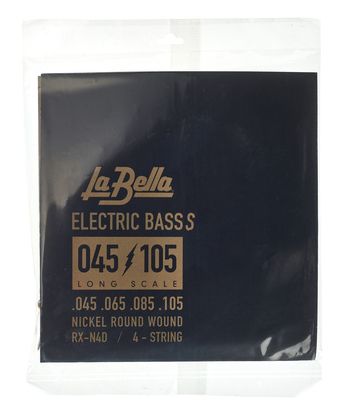 La Bella
ELECTRIC BASS S
045 105
LONG SCALE
.045 .065 .085 .105
NICKEL ROUND WOUND
RX-N4D / 4 - STRING